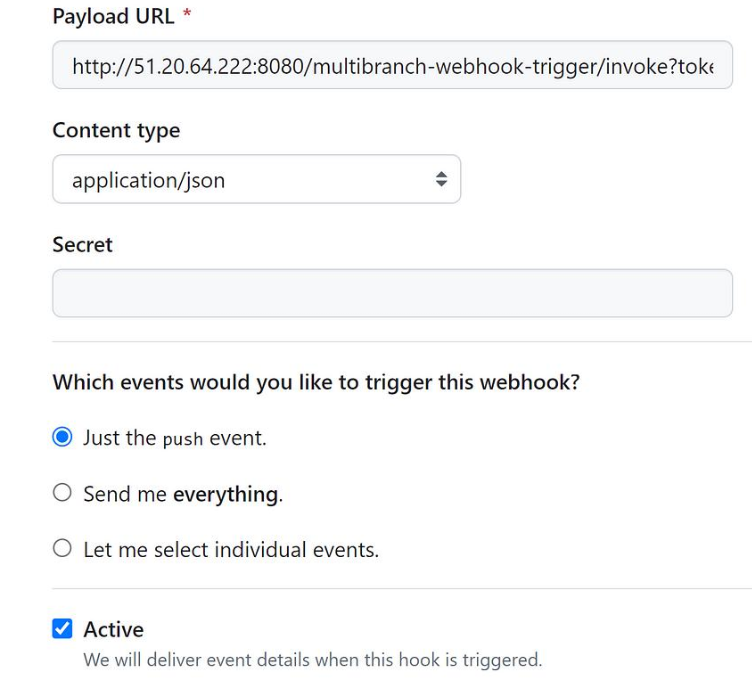 Payload URL *
http://51.20.64.222:8080/multibranch-webhook-trigger/invoke?toke
Content type
application/json
Secret
Which events would you like to trigger this webhook?
Just the push event.
Send me everything.
Let me select individual events.
Active
We will deliver event details when this hook is triggered.